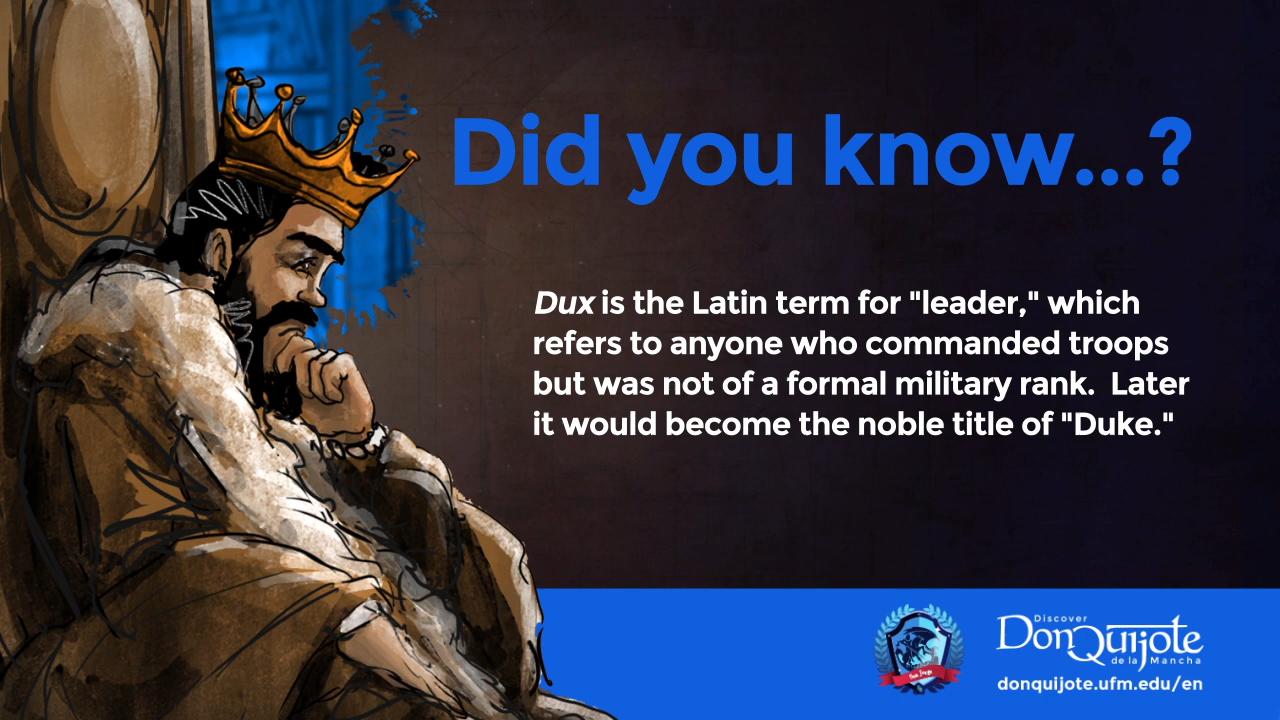 Did you know...?
Dux is the Latin term for "leader," which
refers to anyone who commanded troops
but was not of a formal military rank.  Later
it would become the noble title of "Duke."
Discover
DonQuijote
de la Mancha
donquijote.ufm.edu/en